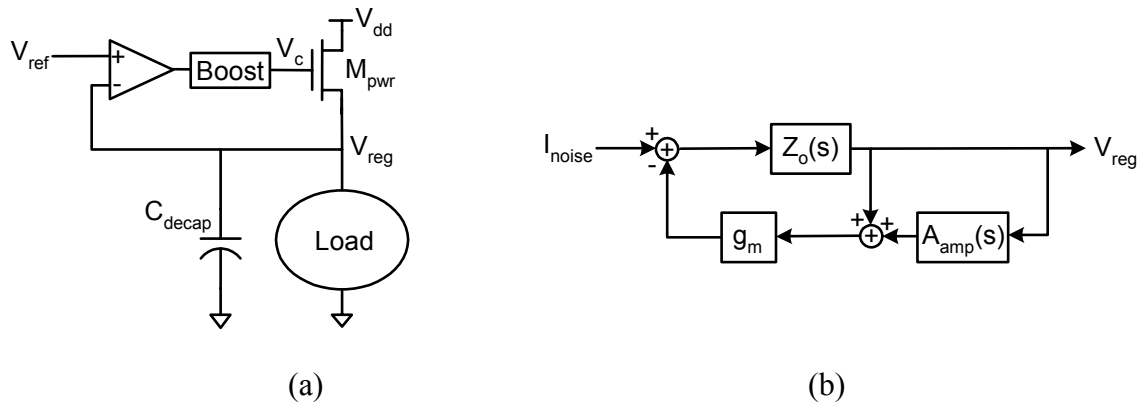 V_dd
V_ref
+
-
Boost
V_c
M_pwr
V_reg
C_decap
Load
(a)
I_noise
+
-
+
Z_o(s)
V_reg
g_m
+
+
+
A_amp(s)
(b)